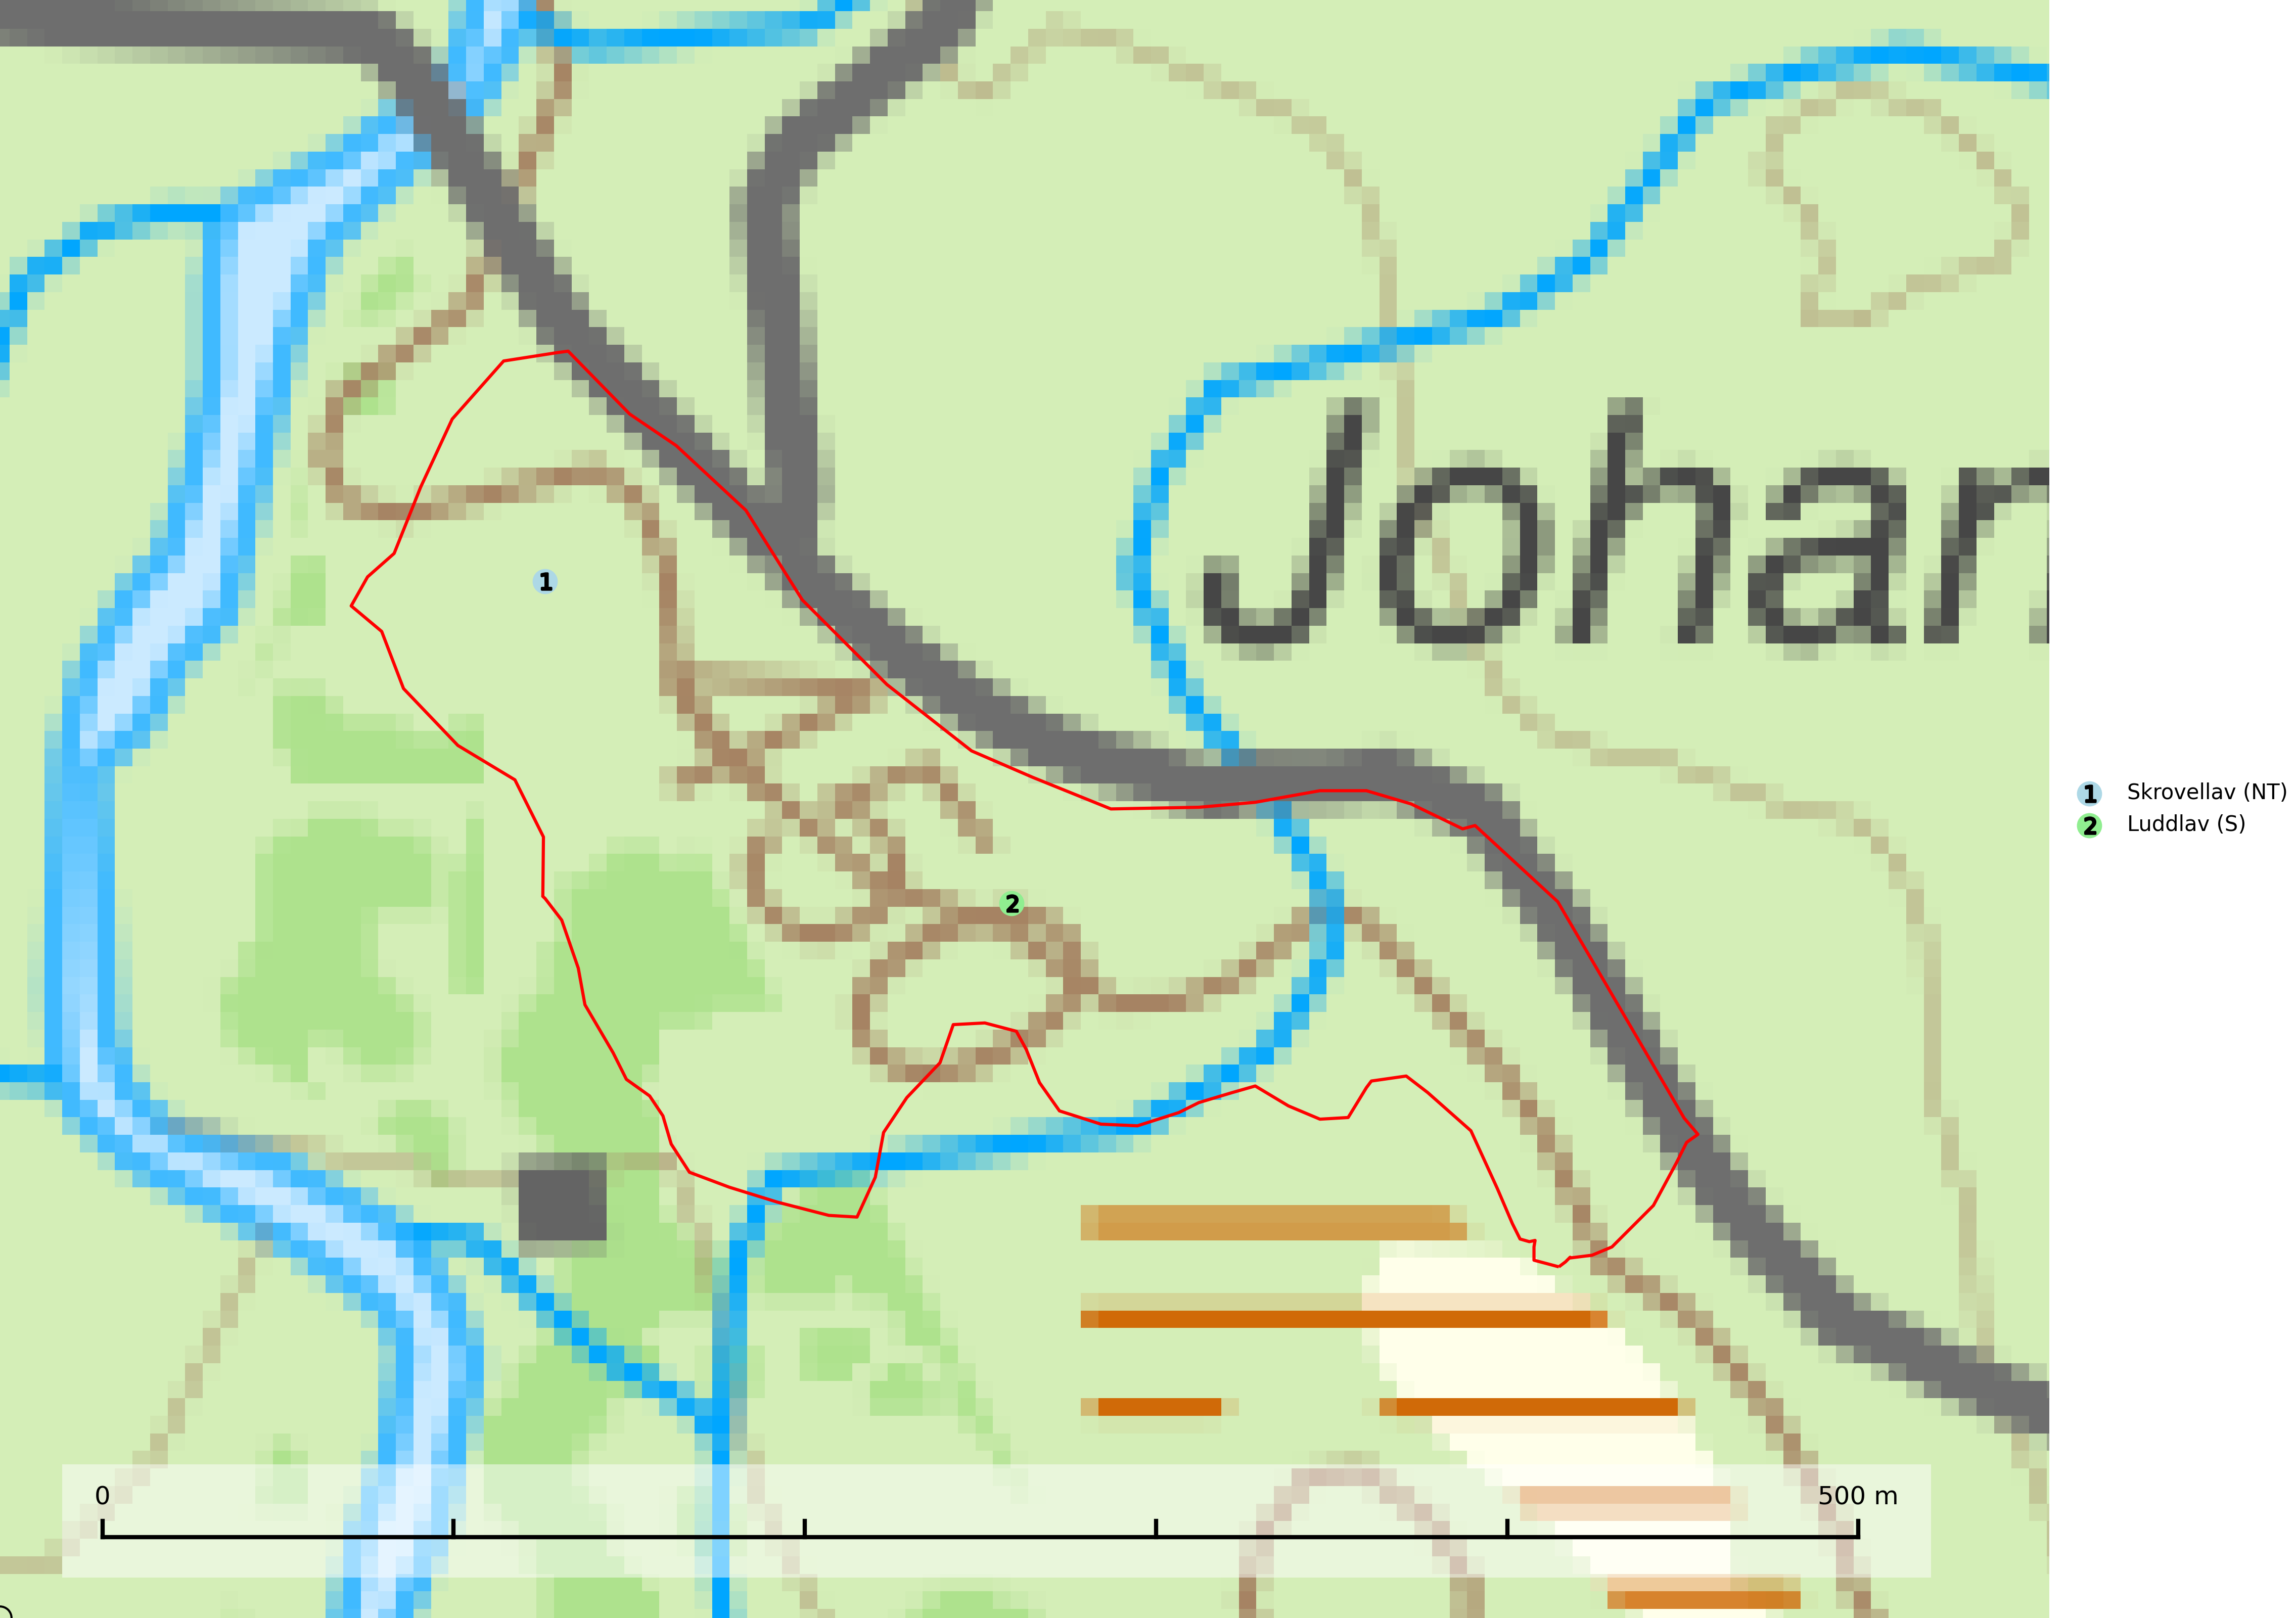 Johan
1
2
1 Skrovellav (NT)
2 Luddlav (S)
0 500 m